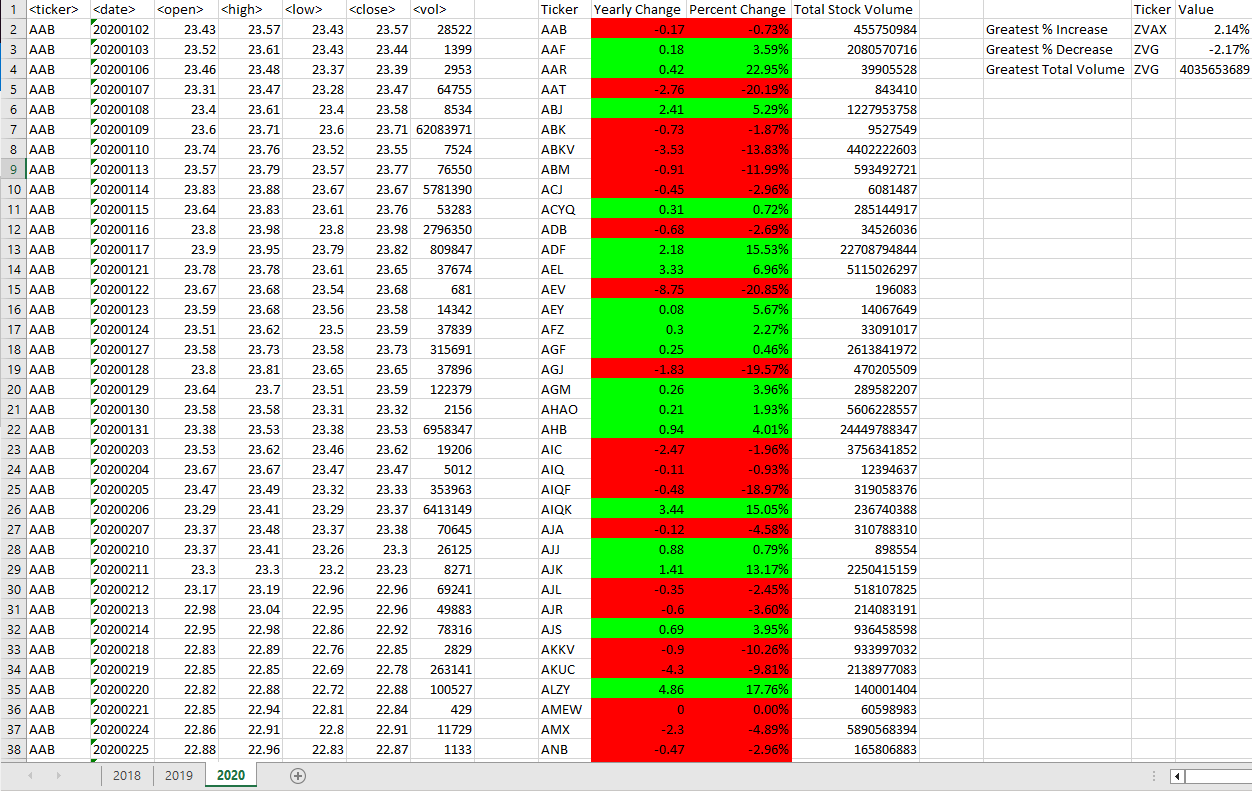 1 <ticker> <date> <open> <high> <low> <close> <vol> Ticker Yearly Change Percent Change Total Stock Volume Ticker Value
2 AAB 20200102 23.43 23.57 23.43 23.57 28522 AAB -0.17 -0.73% 455750984 Greatest % Increase ZVAX 2.14%
3 AAB 20200103 23.52 23.61 23.43 23.44 1399 AAF 0.18 3.59% 2080570716 Greatest % Decrease ZVG -2.17%
4 AAB 20200106 23.46 23.48 23.37 23.39 2953 AAR 0.42 22.95% 39905528 Greatest Total Volume ZVG 4035653689
5 AAB 20200107 23.31 23.47 23.28 23.47 64755 AAT -2.76 -20.19% 843410
6 AAB 20200108 23.4 23.61 23.4 23.58 8534 ABJ 2.41 5.29% 1227953758
7 AAB 20200109 23.6 23.71 23.6 23.71 62083971 ABK -0.73 -1.87% 9527549
8 AAB 20200110 23.74 23.76 23.52 23.55 7524 ABKV -3.53 -13.83% 4402222603
9 AAB 20200113 23.57 23.79 23.57 23.77 76550 ABM -0.91 -11.99% 593492721
10 AAB 20200114 23.83 23.88 23.67 23.67 5781390 ACJ -0.45 -2.96% 6081487
11 AAB 20200115 23.64 23.83 23.61 23.76 53283 ACYQ 0.31 0.72% 285144917
12 AAB 20200116 23.8 23.98 23.8 23.98 2796350 ADB -0.68 -2.69% 34526036
13 AAB 20200117 23.9 23.95 23.79 23.82 809847 ADF 2.18 15.53% 22708794844
14 AAB 20200121 23.78 23.78 23.61 23.65 37674 AEL 3.33 6.96% 5115026297
15 AAB 20200122 23.67 23.68 23.54 23.68 681 AEV -8.75 -20.85% 196083
16 AAB 20200123 23.59 23.68 23.56 23.58 14342 AEY 0.08 5.67% 14067649
17 AAB 20200124 23.51 23.62 23.5 23.59 37839 AFZ 0.3 2.27% 33091017
18 AAB 20200127 23.58 23.73 23.58 23.73 315691 AGF 0.25 0.46% 2613841972
19 AAB 20200128 23.8 23.81 23.65 23.65 37896 AGJ -1.83 -19.57% 470205509
20 AAB 20200129 23.64 23.7 23.51 23.59 122379 AGM 0.26 3.96% 289582207
21 AAB 20200130 23.58 23.58 23.31 23.32 2156 AHAO 0.21 1.93% 5606228557
22 AAB 20200131 23.38 23.53 23.38 23.53 6958347 AHB 0.94 4.01% 24449788347
23 AAB 20200203 23.53 23.62 23.46 23.62 19206 AIC -2.47 -1.96% 3756341852
24 AAB 20200204 23.67 23.67 23.47 23.47 5012 AIQ -0.11 -0.93% 12394637
25 AAB 20200205 23.47 23.49 23.32 23.33 353963 AIQF -0.48 -18.97% 319058376
26 AAB 20200206 23.29 23.41 23.29 23.37 6413149 AIQK 3.44 15.05% 236740388
27 AAB 20200207 23.37 23.48 23.37 23.38 70645 AJA -0.12 -4.58% 310788310
28 AAB 20200210 23.37 23.41 23.26 23.3 26125 AJJ 0.88 0.79% 898554
29 AAB 20200211 23.3 23.3 23.2 23.23 8271 AJK 1.41 13.17% 2250415159
30 AAB 20200212 23.17 23.19 22.96 22.96 69241 AJL -0.35 -2.45% 518107825
31 AAB 20200213 22.98 23.04 22.95 22.96 49883 AJR -0.6 -3.60% 214083191
32 AAB 20200214 22.95 22.98 22.86 22.92 78316 AJS 0.69 3.95% 936458598
33 AAB 20200218 22.83 22.89 22.76 22.85 2829 AKKV -0.9 -10.26% 933997032
34 AAB 20200219 22.85 22.85 22.69 22.78 263141 AKUC -4.3 -9.81% 2138977083
35 AAB 20200220 22.82 22.88 22.72 22.88 100527 ALZY 4.86 17.76% 140001404
36 AAB 20200221 22.85 22.94 22.81 22.84 429 AMEW 0 0.00% 60598983
37 AAB 20200224 22.86 22.91 22.8 22.91 11729 AMX -2.3 -4.89% 5890568394
38 AAB 20200225 22.88 22.96 22.83 22.87 1133 ANB -0.47 -2.96% 165806883
2018 2019 2020